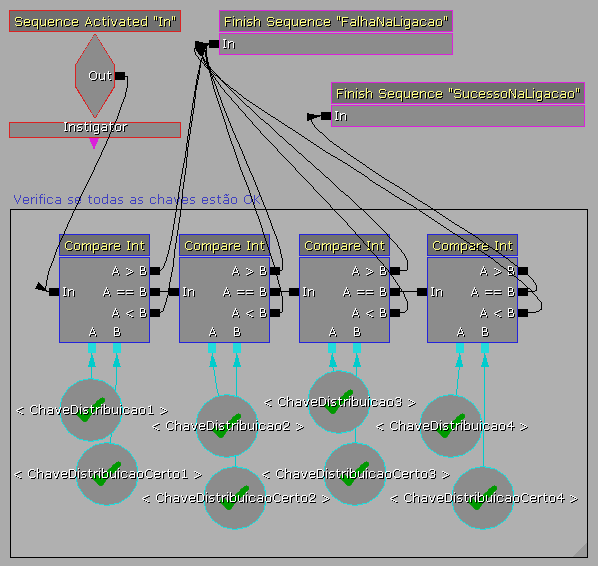 Sequence Activated "In"
Out
Instigator
Finish Sequence "FalhaNaLigacao"
In
Finish Sequence "SucessoNaLigacao"
In
Verifica se todas as chaves estão OK
Compare Int
A > B
In
A == B
A < B
A B
Compare Int
A > B
In
A == B
A < B
A B
Compare Int
A > B
In
A == B
A < B
A B
Compare Int
A > B
In
A == B
A < B
A B
< ChaveDistribuicao1 >
< ChaveDistribuicao2 >
< ChaveDistribuicao3 >
< ChaveDistribuicao4 >
< ChaveDistribuicaoCerto1 >
< ChaveDistribuicaoCerto2 >
< ChaveDistribuicaoCerto3 >
< ChaveDistribuicaoCerto4 >